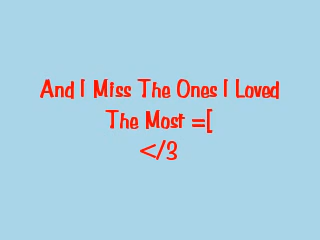 And I Miss The Ones I Loved
The Most =[
</3